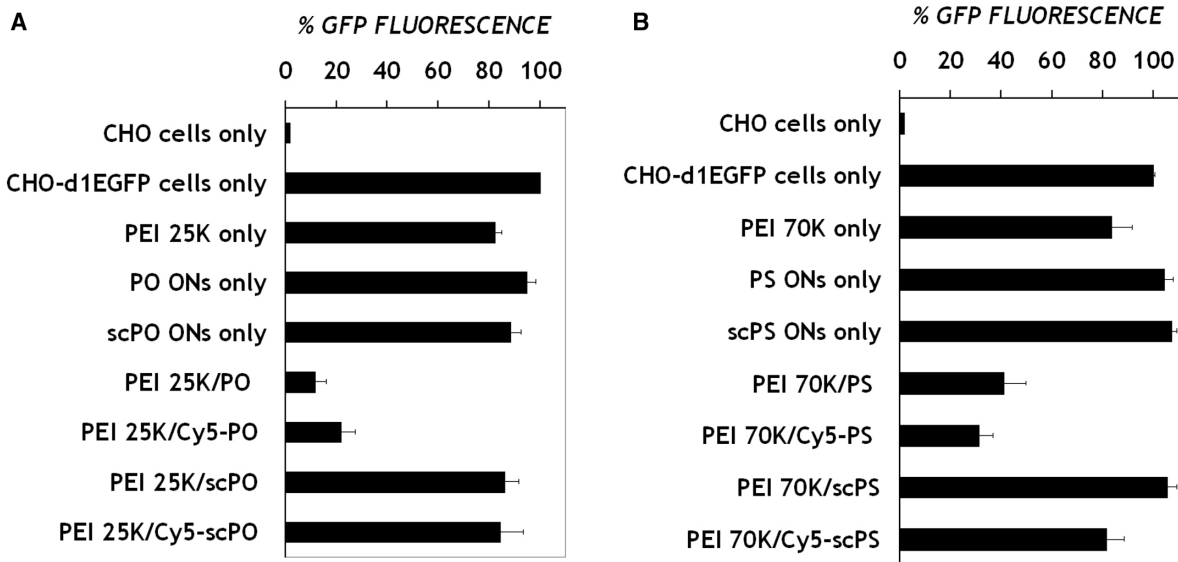 A
% GFP FLUORESCENCE
0 20 40 60 80 100
CHO cells only
CHO-d1EGFP cells only
PEI 25K only
PO ONs only
scPO ONs only
PEI 25K/PO
PEI 25K/Cy5-PO
PEI 25K/scPO
PEI 25K/Cy5-scPO
B
% GFP FLUORESCENCE
0 20 40 60 80 100
CHO cells only
CHO-d1EGFP cells only
PEI 70K only
PS ONs only
scPS ONs only
PEI 70K/PS
PEI 70K/Cy5-PS
PEI 70K/scPS
PEI 70K/Cy5-scPS